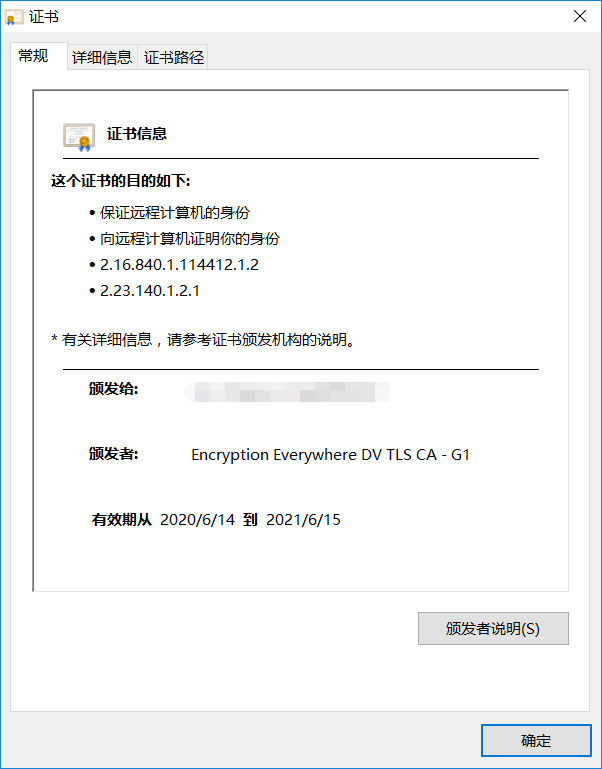 证书
常规 详细信息 证书路径
证书信息
这个证书的目的如下:
• 保证远程计算机的身份
• 向远程计算机证明你的身份
• 2.16.840.1.114412.1.2
• 2.23.140.1.2.1
* 有关详细信息，请参考证书颁发机构的说明。
颁发给:
颁发者: Encryption Everywhere DV TLS CA - G1
有效期从 2020/6/14 到 2021/6/15
颁发者说明(S)
确定